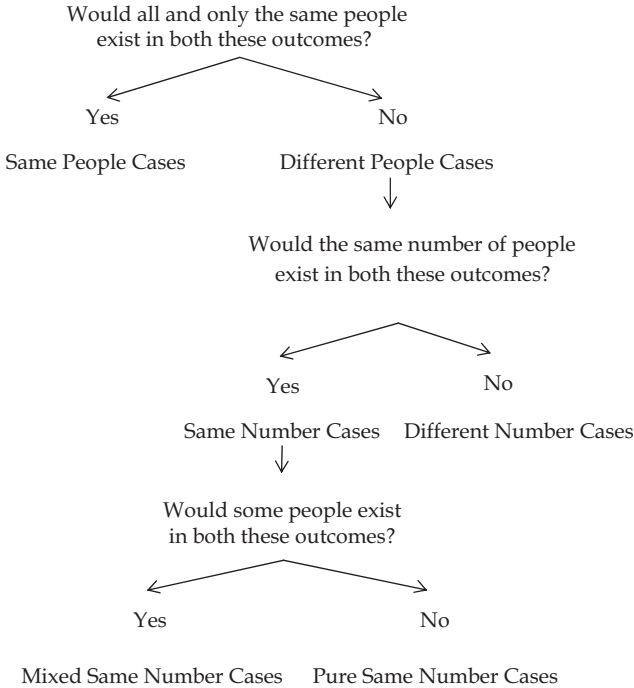 Would all and only the same people
exist in both these outcomes?
Yes
No
Same People Cases
Different People Cases
Would the same number of people
exist in both these outcomes?
Yes
No
Same Number Cases
Different Number Cases
Would some people exist
in both these outcomes?
Yes
No
Mixed Same Number Cases
Pure Same Number Cases